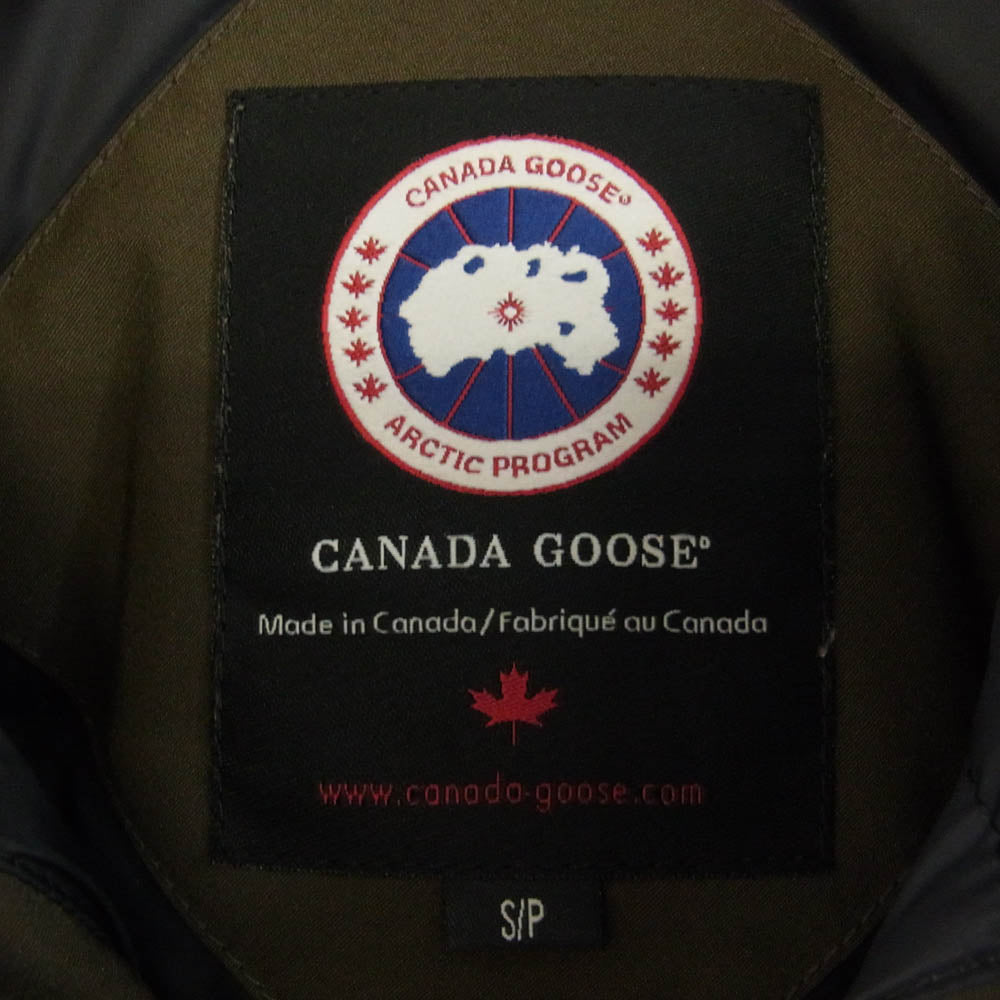 CANADA GOOSE®
ARCTIC PROGRAM
CANADA GOOSE®
Made in Canada/Fabriqué au Canada
www.canada-goose.com
S/P